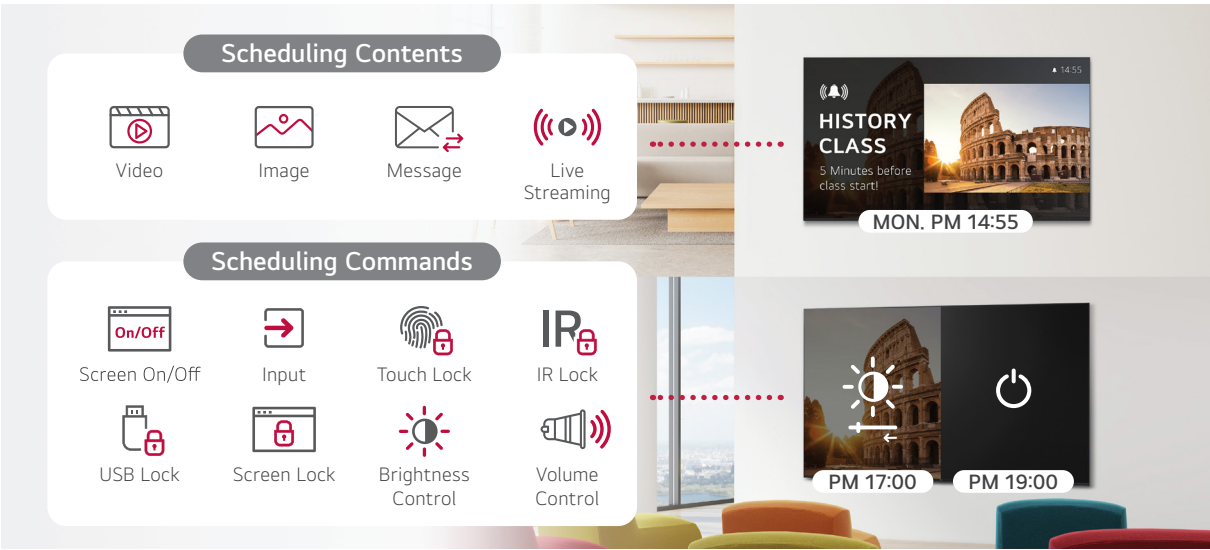 Scheduling Contents
Video
Image
Message
Live
Streaming
14:55
HISTORY
CLASS
5 Minutes before
class start!
MON. PM 14:55
Scheduling Commands
On/Off
Screen On/Off
Input
Touch Lock
IR
IR Lock
USB Lock
Screen Lock
Brightness
Control
Volume
Control
PM 17:00
PM 19:00